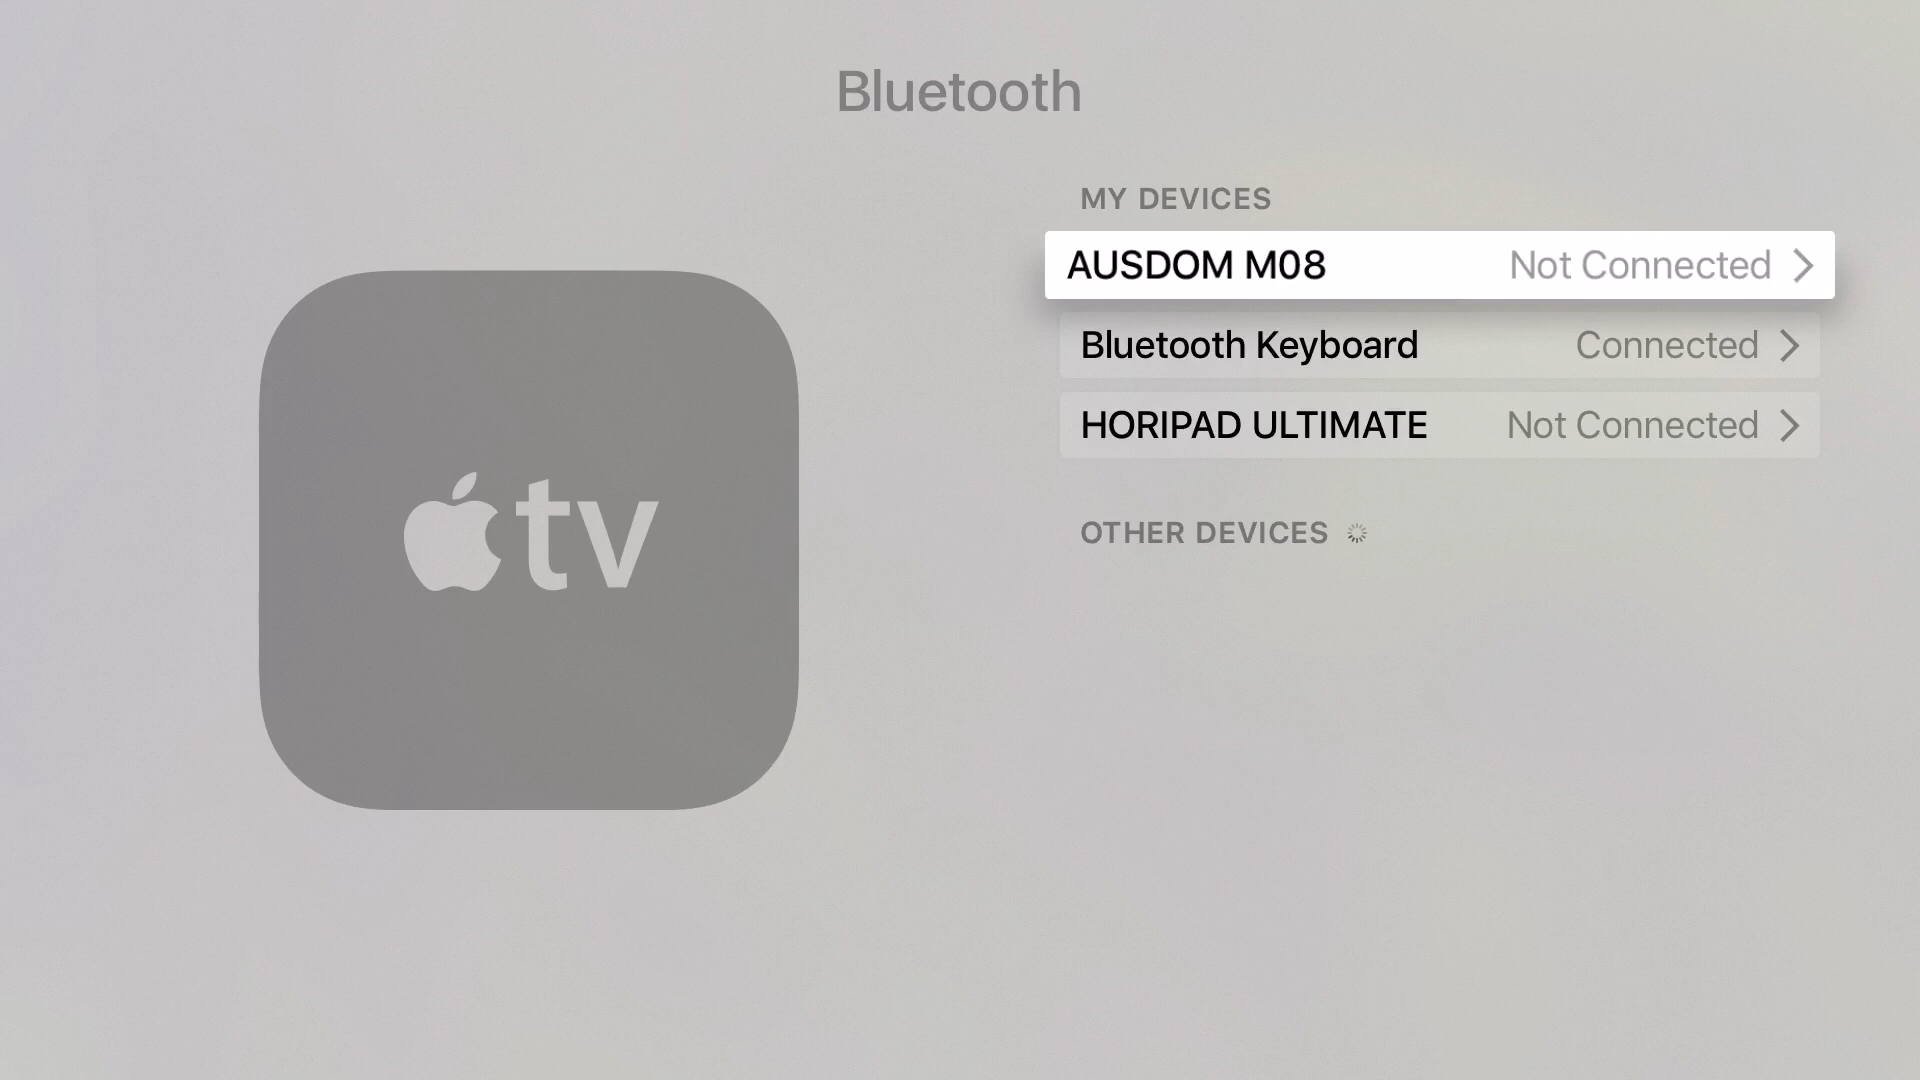 Bluetooth
tv
MY DEVICES
AUSDOM M08 Not Connected
Bluetooth Keyboard Connected
HORIPAD ULTIMATE Not Connected
OTHER DEVICES